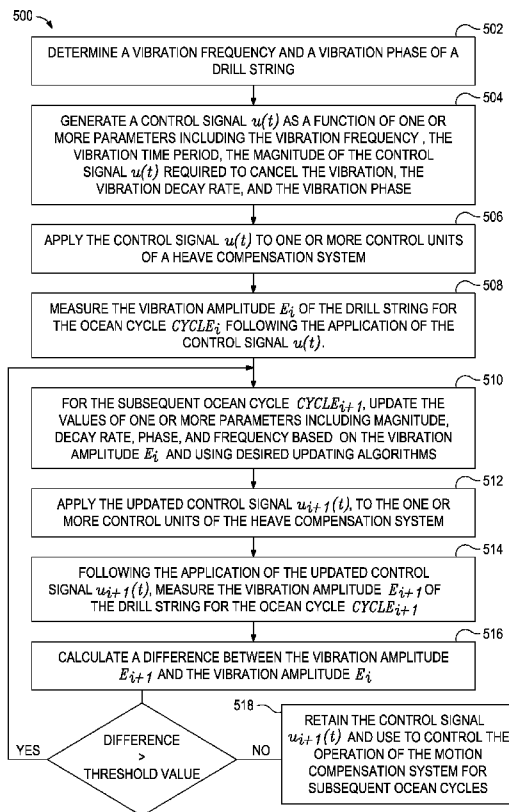 500
502
DETERMINE A VIBRATION FREQUENCY AND A VIBRATION PHASE OF A
DRILL STRING
504
GENERATE A CONTROL SIGNAL u(t) AS A FUNCTION OF ONE OR
MORE PARAMETERS INCLUDING THE VIBRATION FREQUENCY , THE
VIBRATION TIME PERIOD, THE MAGNITUDE OF THE CONTROL
SIGNAL u(t) REQUIRED TO CANCEL THE VIBRATION, THE
VIBRATION DECAY RATE, AND THE VIBRATION PHASE
506
APPLY THE CONTROL SIGNAL u(t) TO ONE OR MORE CONTROL UNITS
OF A HEAVE COMPENSATION SYSTEM
508
MEASURE THE VIBRATION AMPLITUDE Ei OF THE DRILL STRING FOR
THE OCEAN CYCLE CYCLEi FOLLOWING THE APPLICATION OF THE
CONTROL SIGNAL u(t).
510
FOR THE SUBSEQUENT OCEAN CYCLE CYCLEi+1, UPDATE THE
VALUES OF ONE OR MORE PARAMETERS INCLUDING MAGNITUDE,
DECAY RATE, PHASE, AND FREQUENCY BASED ON THE VIBRATION
AMPLITUDE Ei AND USING DESIRED UPDATING ALGORITHMS
512
APPLY THE UPDATED CONTROL SIGNAL ui+1(t), TO THE ONE OR
MORE CONTROL UNITS OF THE HEAVE COMPENSATION SYSTEM
514
FOLLOWING THE APPLICATION OF THE UPDATED CONTROL
SIGNAL ui+1(t), MEASURE THE VIBRATION AMPLITUDE Ei+1 OF
THE DRILL STRING FOR THE OCEAN CYCLE CYCLEi+1
516
CALCULATE A DIFFERENCE BETWEEN THE VIBRATION AMPLITUDE
Ei+1 AND THE VIBRATION AMPLITUDE Ei
YES
DIFFERENCE
>
THRESHOLD VALUE
NO
518
RETAIN THE CONTROL SIGNAL
ui+1(t) AND USE TO CONTROL THE
OPERATION OF THE MOTION
COMPENSATION SYSTEM FOR
SUBSEQUENT OCEAN CYCLES